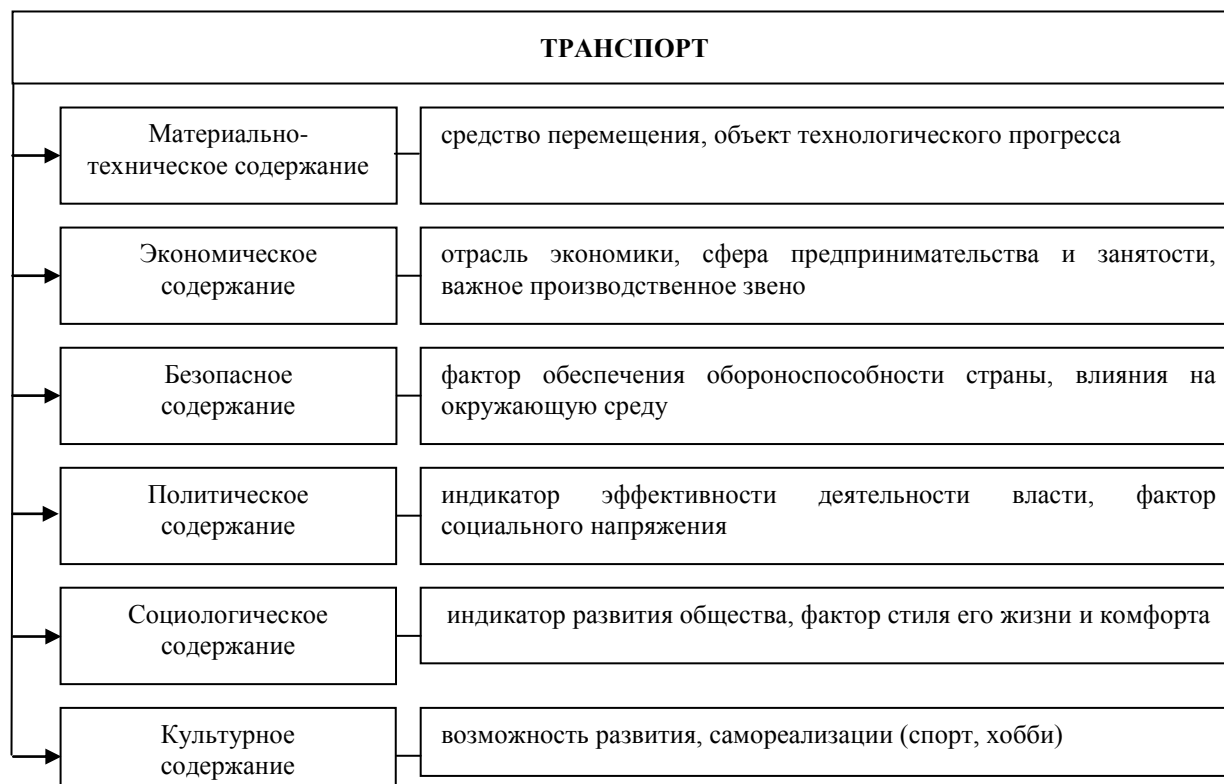 ТРАНСПОРТ
Материально-
техническое содержание
средство перемещения, объект технологического прогресса
Экономическое
содержание
отрасль экономики, сфера предпринимательства и занятости,
важное производственное звено
Безопасное
содержание
фактор обеспечения обороноспособности страны, влияния на
окружающую среду
Политическое
содержание
индикатор эффективности деятельности власти, фактор
социального напряжения
Социологическое
содержание
индикатор развития общества, фактор стиля его жизни и комфорта
Культурное
содержание
возможность развития, самореализации (спорт, хобби)